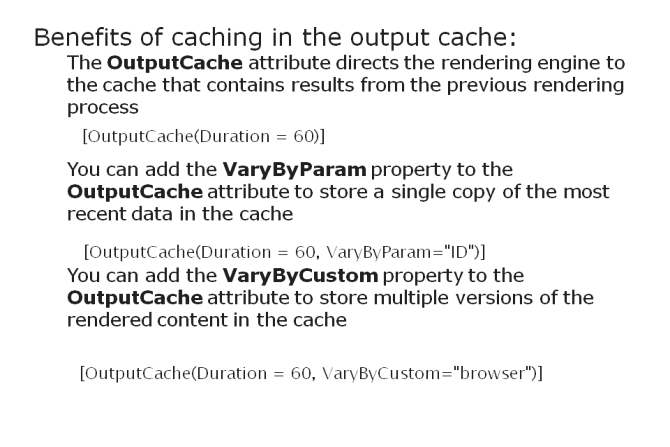 Benefits of caching in the output cache:
The OutputCache attribute directs the rendering engine to
the cache that contains results from the previous rendering
process
[OutputCache(Duration = 60)]
You can add the VaryByParam property to the
OutputCache attribute to store a single copy of the most
recent data in the cache
[OutputCache(Duration = 60, VaryByParam="ID")]
You can add the VaryByCustom property to the
OutputCache attribute to store multiple versions of the
rendered content in the cache
[OutputCache(Duration = 60, VaryByCustom="browser")]